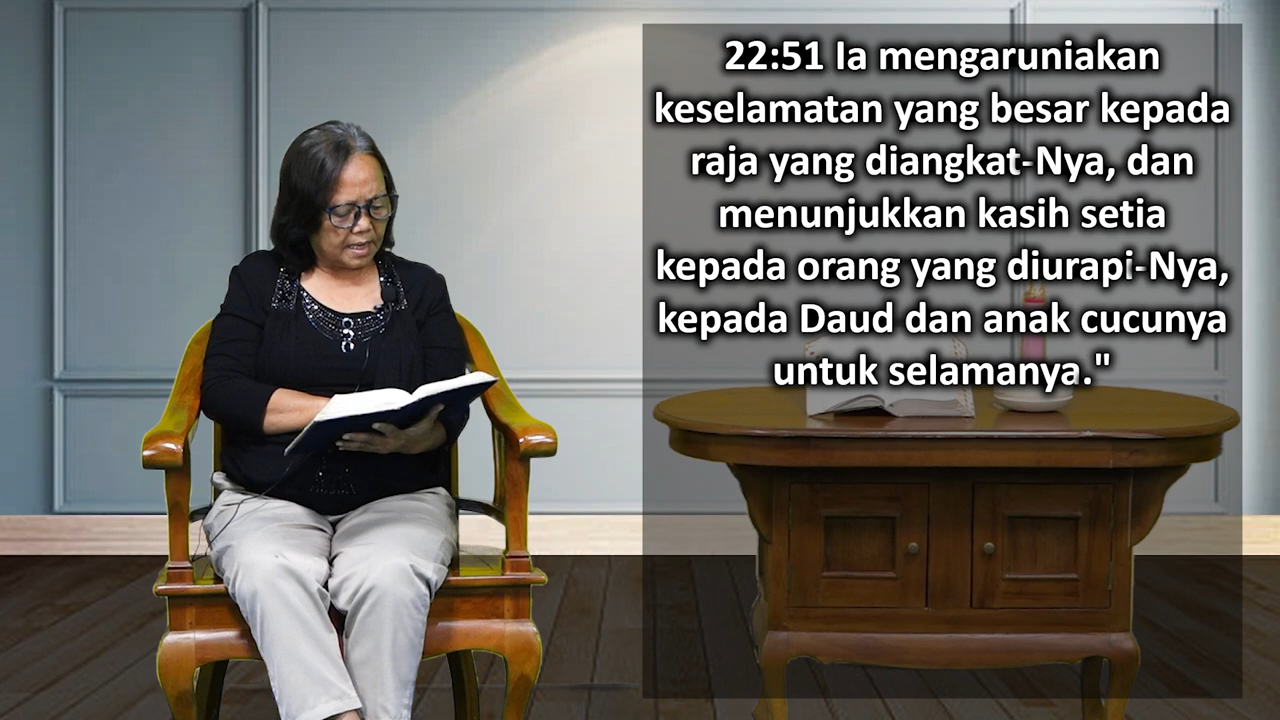 22:51 Ia mengaruniakan
keselamatan yang besar kepada
raja yang diangkat-Nya, dan
menunjukkan kasih setia
kepada orang yang diurapi-Nya,
kepada Daud dan anak cucunya
untuk selamanya."